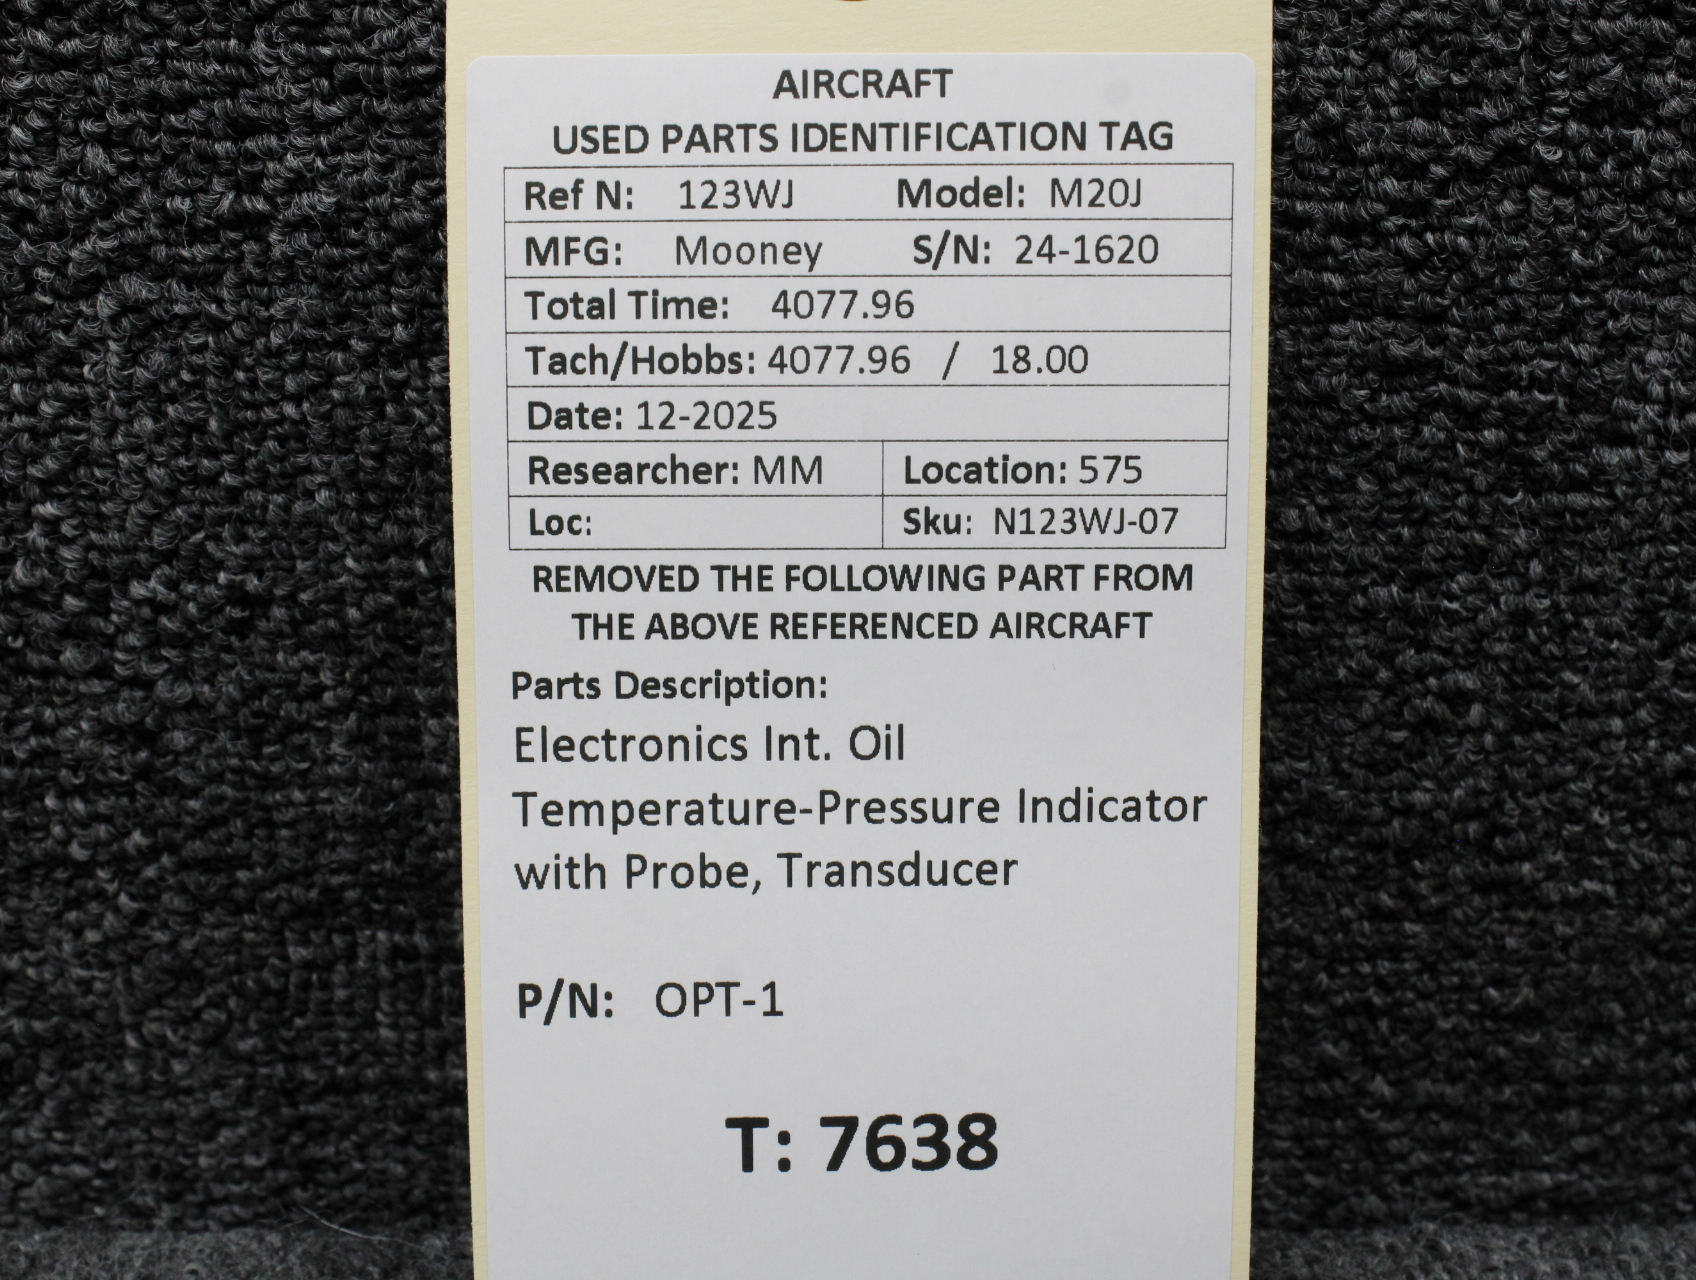 AIRCRAFT
USED PARTS IDENTIFICATION TAG
Ref N: 123WJ Model: M20J
MFG: Mooney S/N: 24-1620
Total Time: 4077.96
Tach/Hobbs: 4077.96 / 18.00
Date: 12-2025
Researcher: MM Location: 575
Loc: Sku: N123WJ-07
REMOVED THE FOLLOWING PART FROM
THE ABOVE REFERENCED AIRCRAFT
Parts Description:
Electronics Int. Oil
Temperature-Pressure Indicator
with Probe, Transducer
P/N: OPT-1
T: 7638